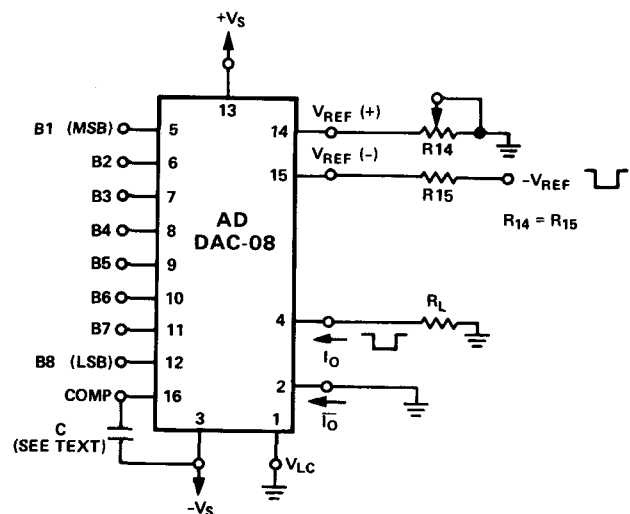 +VS
13
B1 (MSB) 5
14 VREF (+)
R14
B2 6
15 VREF (-)
R15
-VREF
B3 7
R14 = R15
B4 8
AD
DAC-08
B5 9
B6 10
B7 11
4
RL
IO
B8 (LSB) 12
2
IO
COMP 16
C
(SEE TEXT)
3
1
VLC
-VS